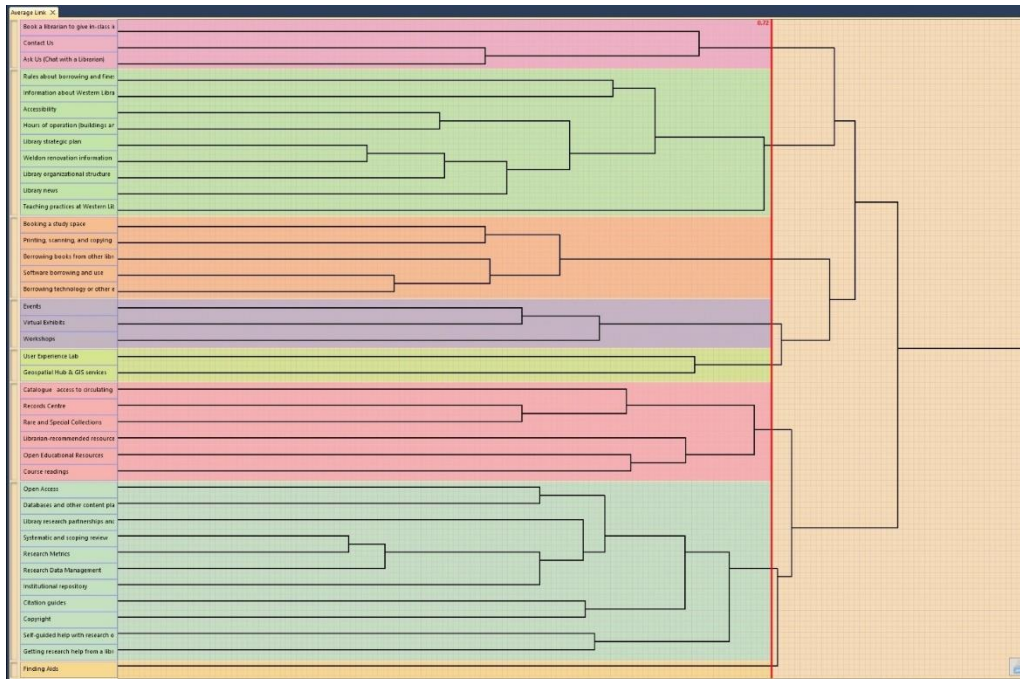 Average Link
0.72
Book a librarian to give in-class
Contact Us
Ask Us (Chat with a Librarian)
Rules about borrowing and fines
Information about Western Libra
Accessibility
Hours of operation (buildings ar
Library strategic plan
Weldon renovation information
Library organizational structure
Library news
Teaching practices at Western Lib
Booking a study space
Printing, scanning, and copying
Borrowing books from other libr
Software borrowing and use
Borrowing technology or other e
Events
Virtual Exhibits
Workshops
User Experience Lab
Geospatial Hub & GIS services
Catalogue access to circulating
Records Centre
Rare and Special Collections
Librarian-recommended resource
Open Educational Resources
Course readings
Open Access
Databases and other content pla
Library research partnerships and
Systematic and scoping review
Research Metrics
Research Data Management
Institutional repository
Citation guides
Copyright
Self-guided help with research e
Getting research help from a libr
Finding Aids